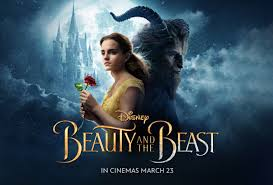 Disney
BEAUTY AND THE BEAST
IN CINEMAS MARCH 23